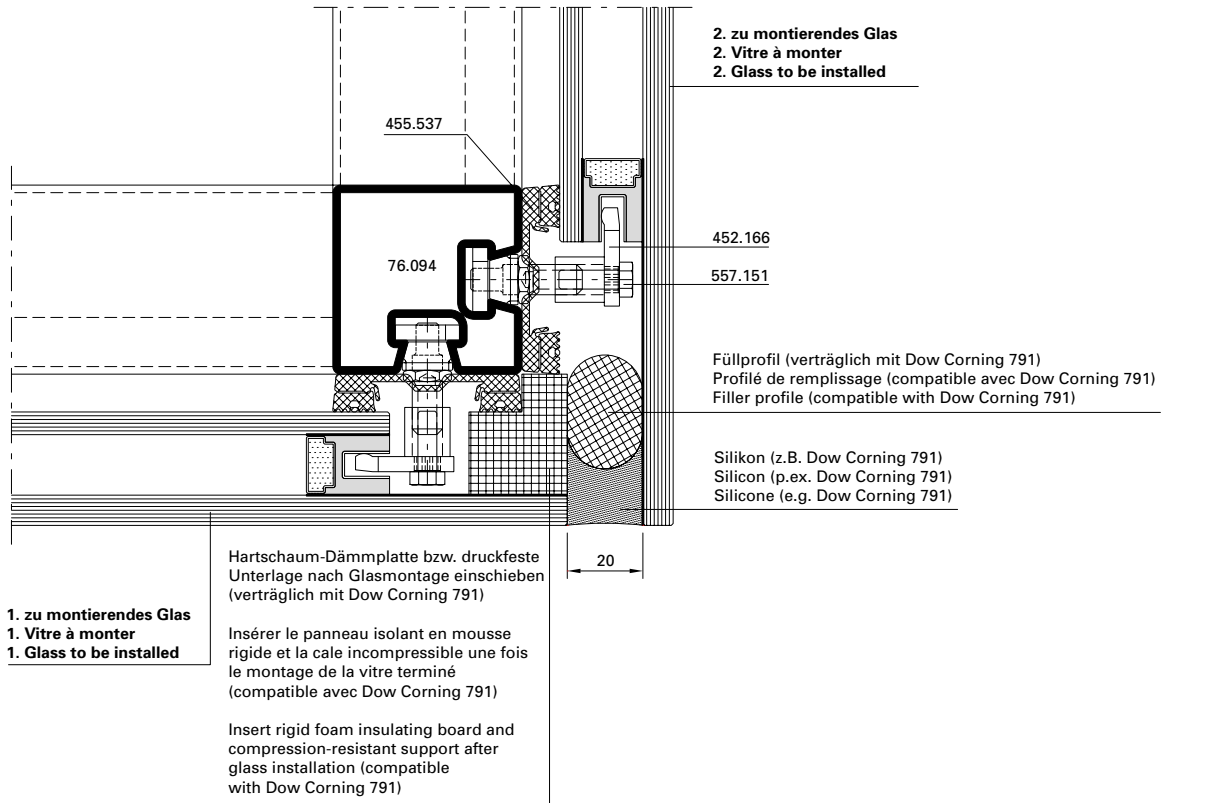 2. zu montierendes Glas
2. Vitre à monter
2. Glass to be installed
455.537
76.094
452.166
557.151
Füllprofil (verträglich mit Dow Corning 791)
Profilé de remplissage (compatible avec Dow Corning 791)
Filler profile (compatible with Dow Corning 791)
Silikon (z.B. Dow Corning 791)
Silicon (p.ex. Dow Corning 791)
Silicone (e.g. Dow Corning 791)
20
Hartschaum-Dämmplatte bzw. druckfeste
Unterlage nach Glasmontage einschieben
(verträglich mit Dow Corning 791)
Insérer le panneau isolant en mousse
rigide et la cale incompressible une fois
le montage de la vitre terminé
(compatible avec Dow Corning 791)
Insert rigid foam insulating board and
compression-resistant support after
glass installation (compatible
with Dow Corning 791)
1. zu montierendes Glas
1. Vitre à monter
1. Glass to be installed